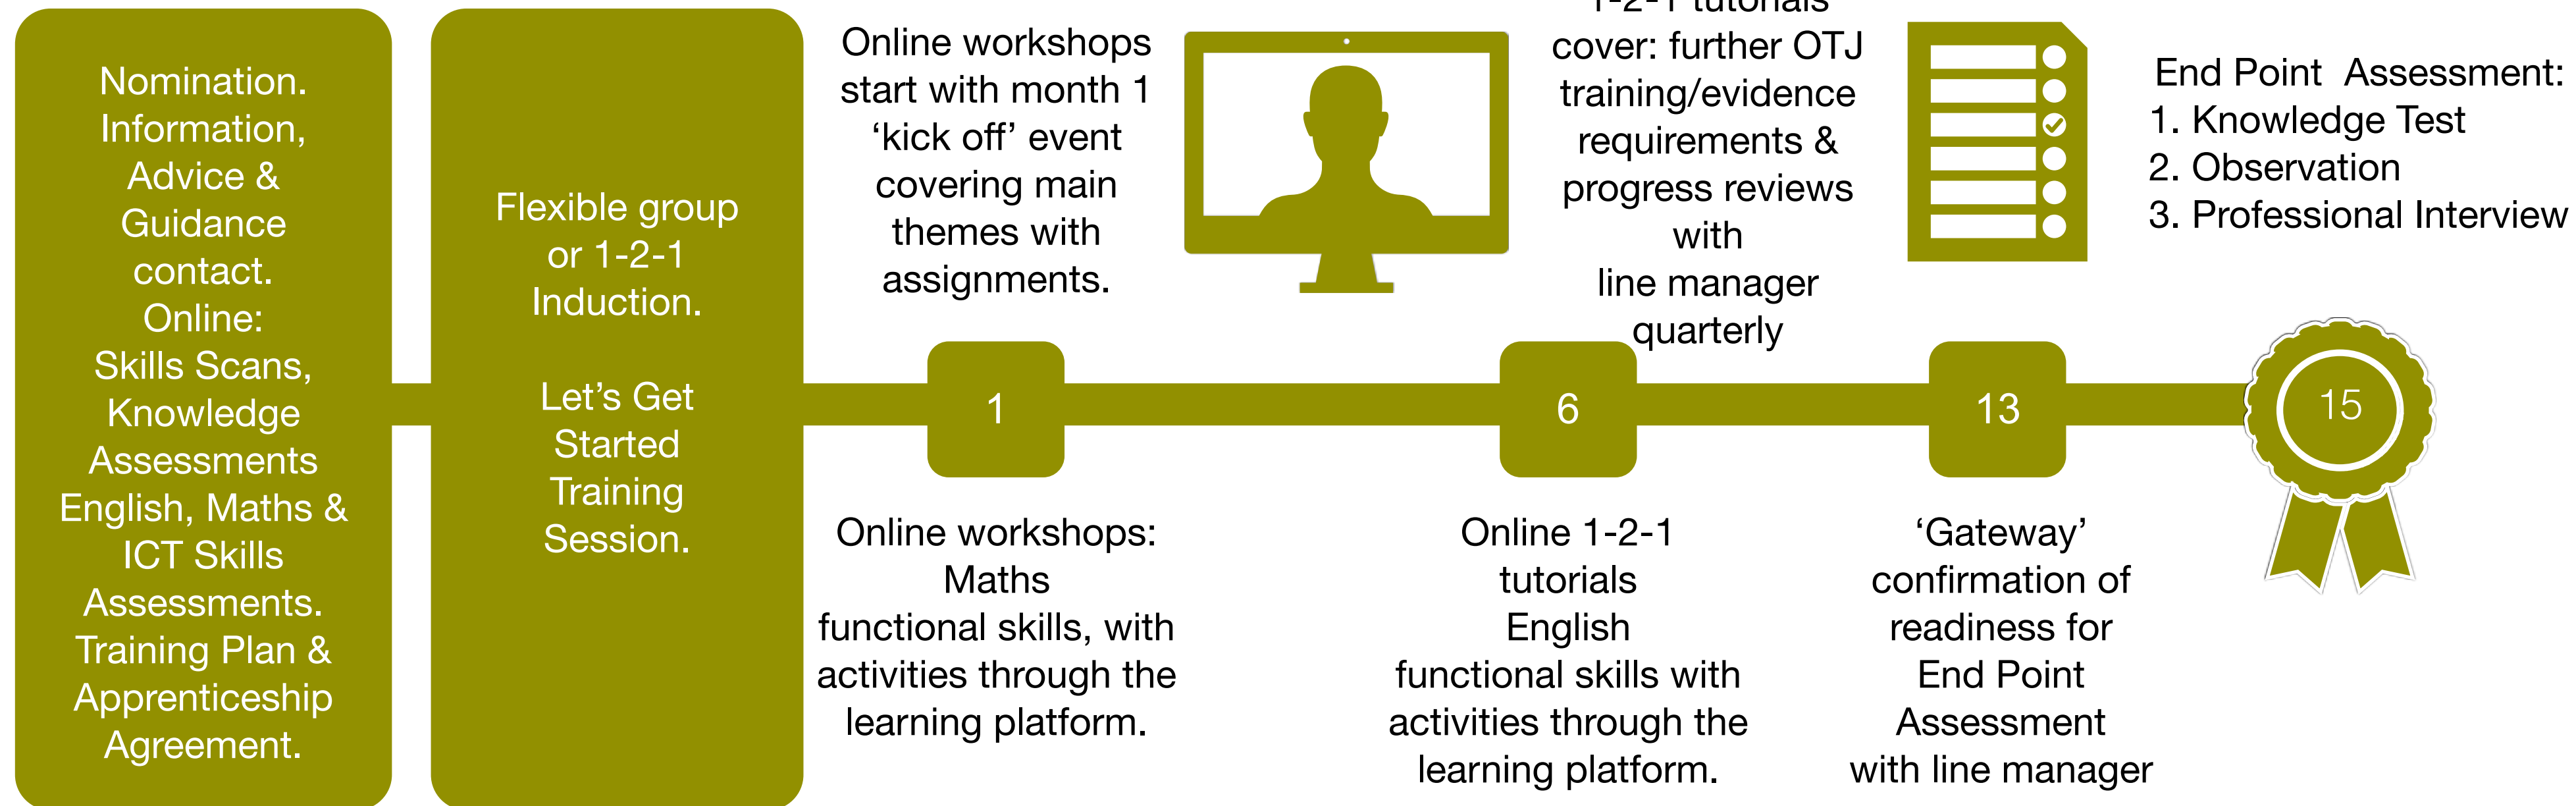 Nomination.
Information,
Advice &
Guidance
contact.
Online:
Skills Scans,
Knowledge
Assessments
English, Maths &
ICT Skills
Assessments.
Training Plan &
Apprenticeship
Agreement.
Flexible group
or 1-2-1
Induction.
Let’s Get
Started
Training
Session.
Online workshops
start with month 1
‘kick off’ event
covering main
themes with
assignments.
1
Online workshops:
Maths
functional skills, with
activities through the
learning platform.
1-2-1 tutorials
cover: further OTJ
training/evidence
requirements &
progress reviews
with
line manager
quarterly
6
Online 1-2-1
tutorials
English
functional skills with
activities through the
learning platform.
13
‘Gateway’
confirmation of
readiness for
End Point
Assessment
with line manager
End Point Assessment:
1. Knowledge Test
2. Observation
3. Professional Interview
15